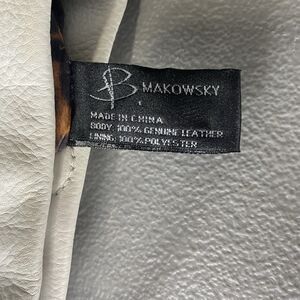 B. MAKOWSKY
MADE IN CHINA
BODY: 100% GENUINE LEATHER
LINING: 100% POLYESTER